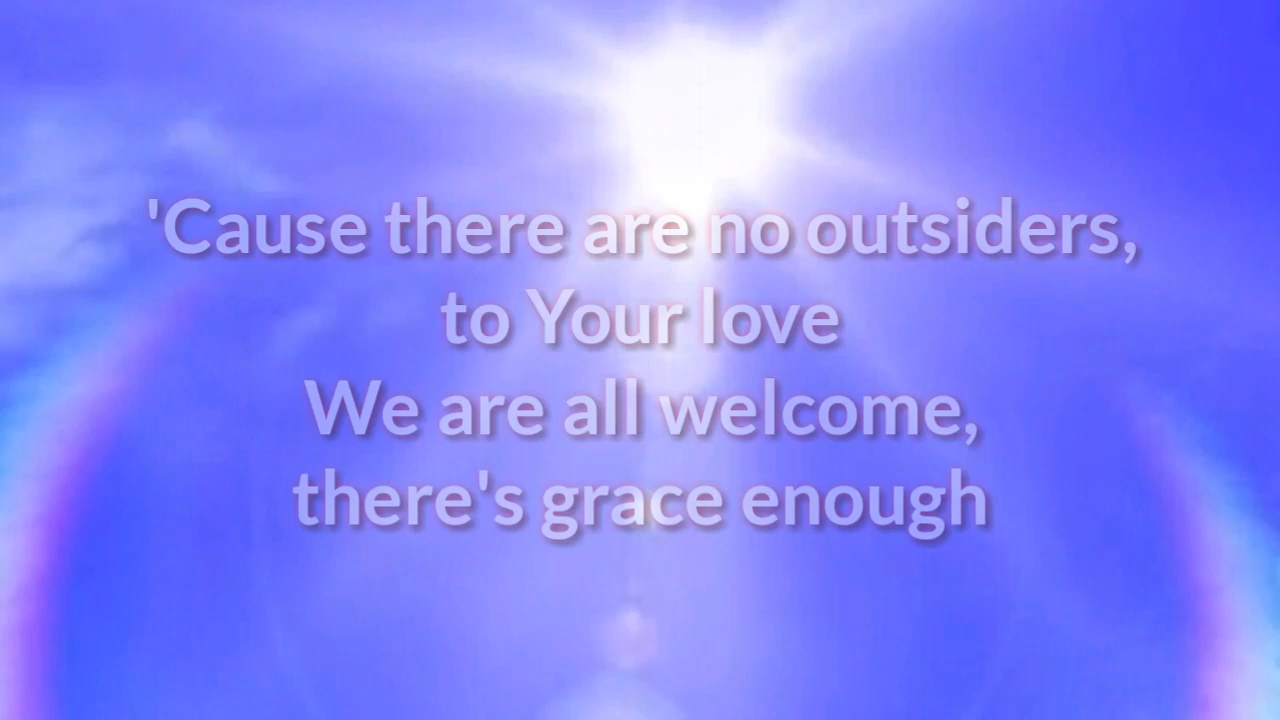 'Cause there are no outsiders,
to Your love
We are all welcome,
there's grace enough